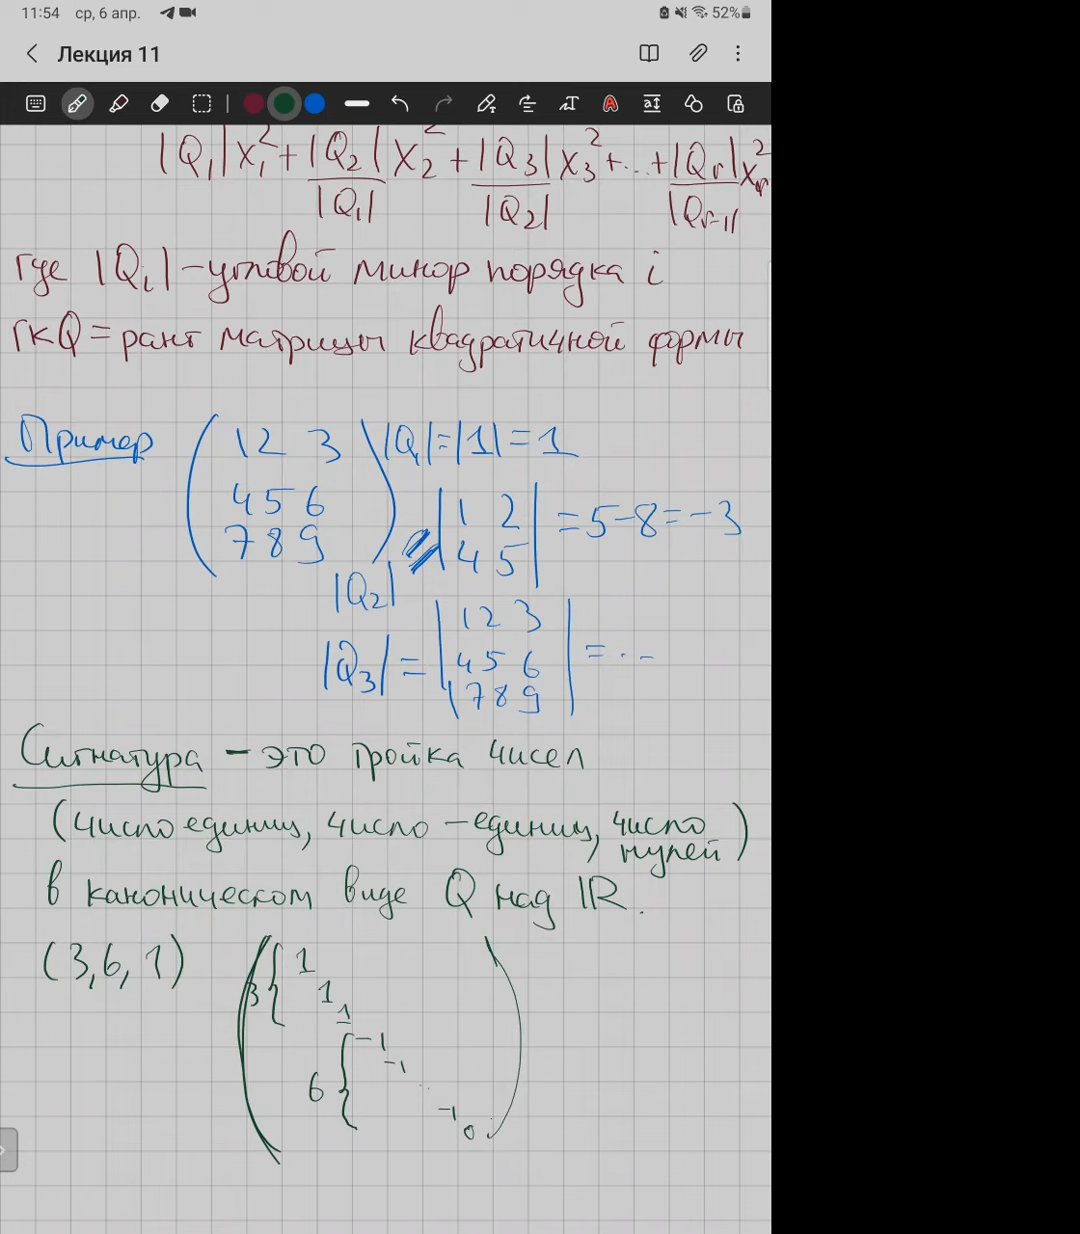 11:54 ср, 6 апр. 52%
Лекция 11
|Q₁|x₁² + |Q₂|/|Q₁| x₂² + |Q₃|/|Q₂| x₃² + ... + |Qr|/|Qr-1| xr²
где |Qᵢ| - угловой минор порядка i
rkQ = ранг матрицы квадратичной формы
Пример
1 2 3
4 5 6
7 8 9
|Q₁| = |1| = 1
|Q₂|
1 2
4 5
= 5 - 8 = -3
|Q₃| =
1 2 3
4 5 6
7 8 9
= ...
Сигнатура - это тройка чисел
(число единиц, число -единиц, число нулей)
в каноническом виде Q над ℝ.
(3, 6, 1)
3 { 1
1
1
6 { -1
-1
-1
0